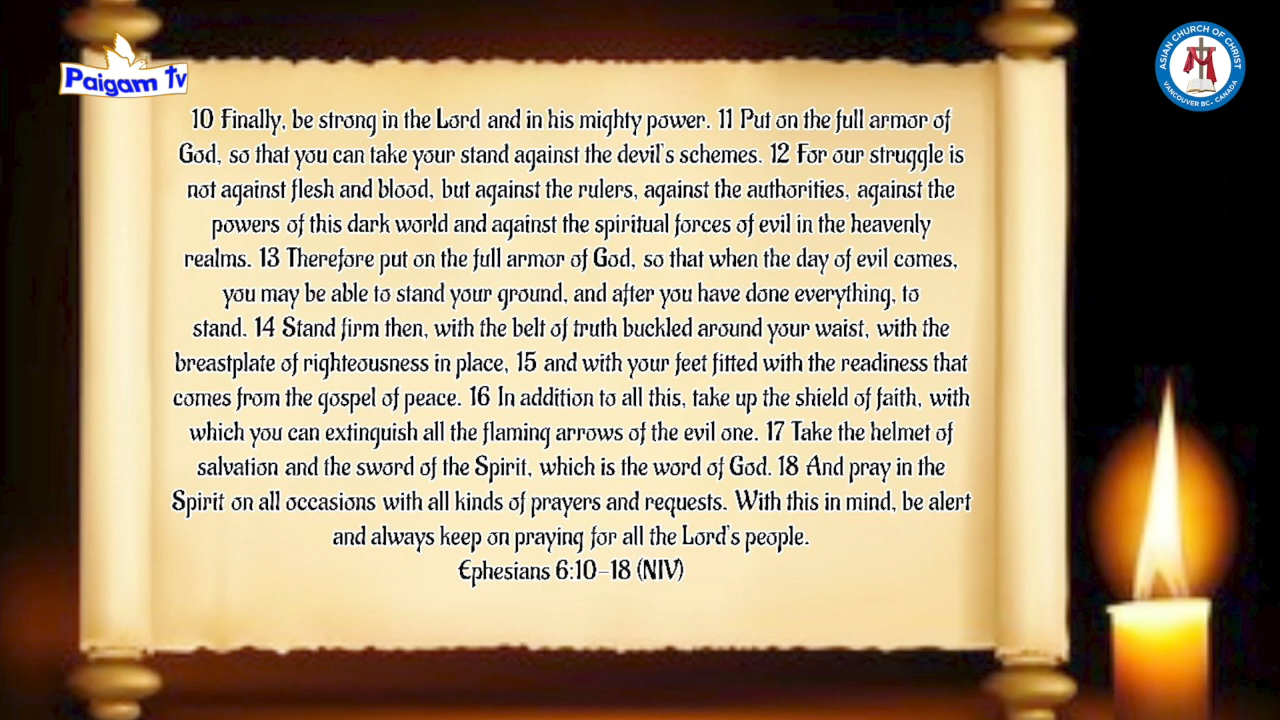 Paigam Tv
ASIAN CHURCH OF CHRIST
VANCOUVER BC. CANADA
10 Finally, be strong in the Lord and in his mighty power. 11 Put on the full armor of
God, so that you can take your stand against the devil's schemes. 12 For our struggle is
not against flesh and blood, but against the rulers, against the authorities, against the
powers of this dark world and against the spiritual forces of evil in the heavenly
realms. 13 Therefore put on the full armor of God, so that when the day of evil comes,
you may be able to stand your ground, and after you have done everything, to
stand. 14 Stand firm then, with the belt of truth buckled around your waist, with the
breastplate of righteousness in place, 15 and with your feet fitted with the readiness that
comes from the gospel of peace. 16 In addition to all this, take up the shield of faith, with
which you can extinguish all the flaming arrows of the evil one. 17 Take the helmet of
salvation and the sword of the Spirit, which is the word of God. 18 And pray in the
Spirit on all occasions with all kinds of prayers and requests. With this in mind, be alert
and always keep on praying for all the Lord's people.
Ephesians 6:10–18 (NIV)